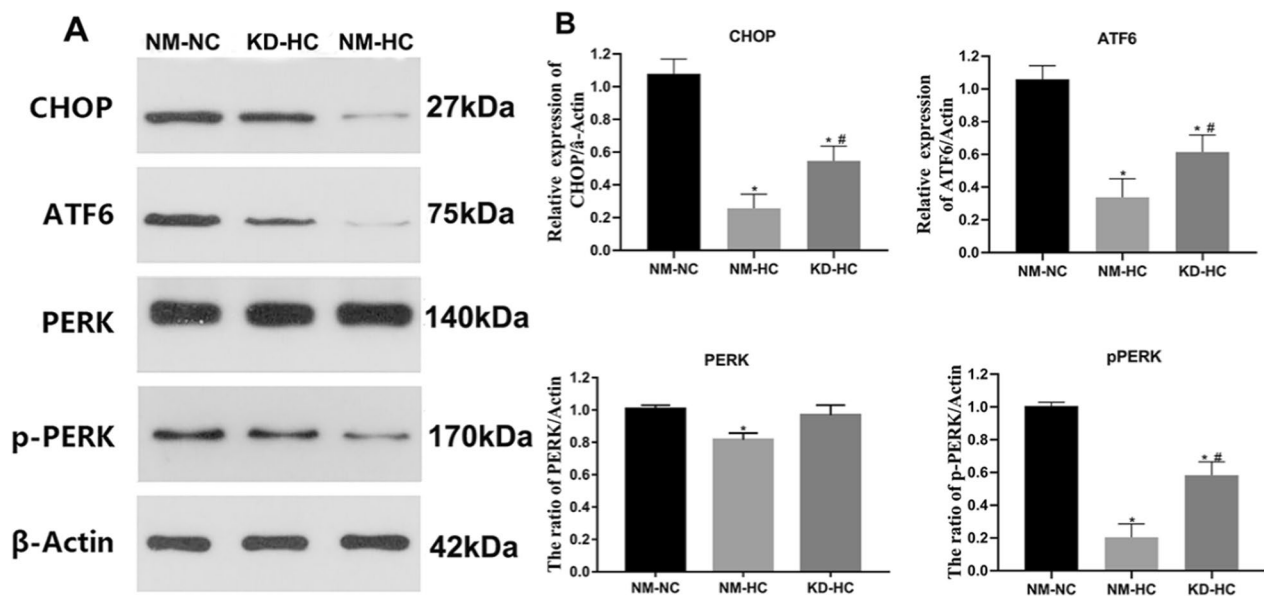 A
NM-NC KD-HC NM-HC
CHOP 27kDa
ATF6 75kDa
PERK 140kDa
p-PERK 170kDa
β-Actin 42kDa
B
CHOP
Relative expression of
CHOP/â-Actin
1.2
1.0
0.8
0.6
0.4
0.2
0.0
*
* #
NM-NC NM-HC KD-HC
ATF6
Relative expression
of ATF6/Actin
1.2
1.0
0.8
0.6
0.4
0.2
0.0
*
* #
NM-NC NM-HC KD-HC
PERK
The ratio of PERK/Actin
1.2
1.0
0.8
0.6
0.4
0.2
0.0
*
NM-NC NM-HC KD-HC
pPERK
The ratio of p-PERK/Actin
1.2
1.0
0.8
0.6
0.4
0.2
0.0
*
* #
NM-NC NM-HC KD-HC